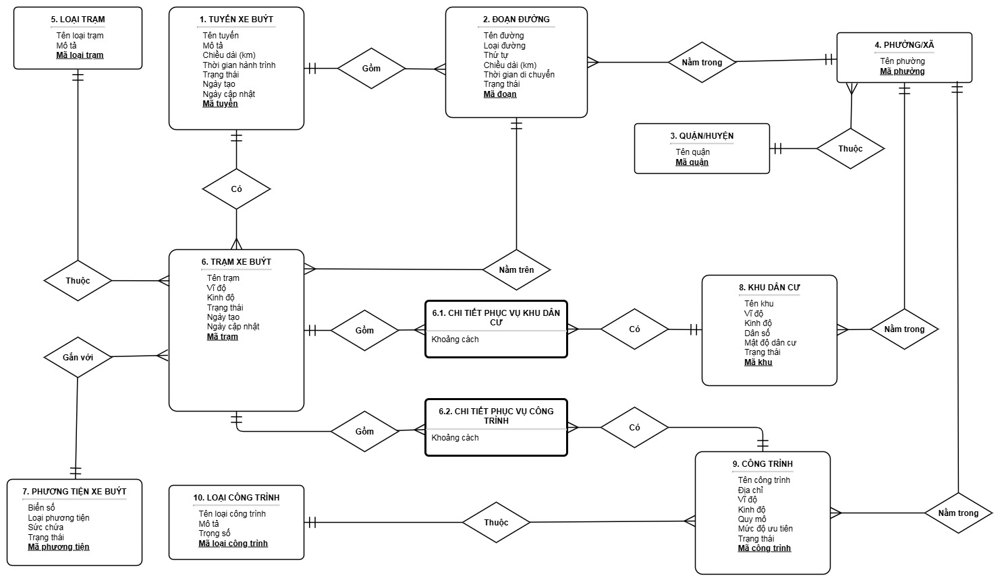 5. LOẠI TRẠM
Tên loại trạm
Mô tả
Mã loại trạm
1. TUYẾN XE BUÝT
Tên tuyến
Mô tả
Chiều dài (km)
Thời gian hành trình
Trạng thái
Ngày tạo
Ngày cập nhật
Mã tuyến
Gồm
2. ĐOẠN ĐƯỜNG
Tên đường
Loại đường
Thứ tự
Chiều dài (km)
Thời gian di chuyển
Trạng thái
Mã đoạn
Nằm trong
4. PHƯỜNG/XÃ
Tên phường
Mã phường
3. QUẬN/HUYỆN
Tên quận
Mã quận
Thuộc
Có
Thuộc
6. TRẠM XE BUÝT
Tên trạm
Vĩ độ
Kinh độ
Trạng thái
Ngày tạo
Ngày cập nhật
Mã trạm
Nằm trên
Gồm
6.1. CHI TIẾT PHỤC VỤ KHU DÂN
CƯ
Khoảng cách
Có
8. KHU DÂN CƯ
Tên khu
Vĩ độ
Kinh độ
Dân số
Mật độ dân cư
Trạng thái
Mã khu
Nằm trong
Gắn với
Gồm
6.2. CHI TIẾT PHỤC VỤ CÔNG
TRÌNH
Khoảng cách
Có
7. PHƯƠNG TIỆN XE BUÝT
Biển số
Loại phương tiện
Sức chứa
Trạng thái
Mã phương tiện
10. LOẠI CÔNG TRÌNH
Tên loại công trình
Mô tả
Trọng số
Mã loại công trình
Thuộc
9. CÔNG TRÌNH
Tên công trình
Địa chỉ
Vĩ độ
Kinh độ
Quy mô
Mức độ ưu tiên
Trạng thái
Mã công trình
Nằm trong